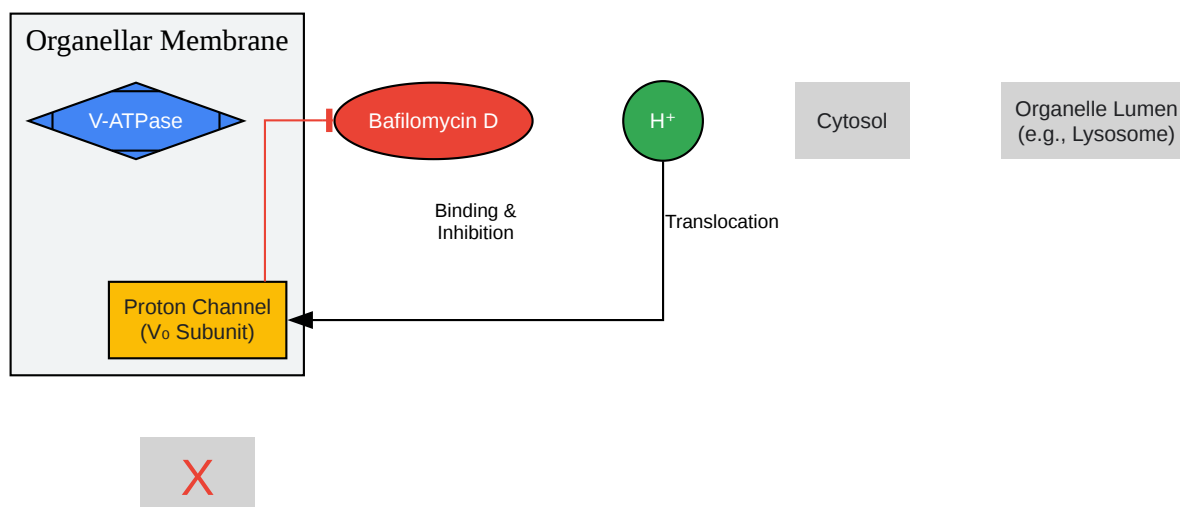 Organellar Membrane
V-ATPase
Bafilomycin D
H⁺
Cytosol
Organelle Lumen
(e.g., Lysosome)
Binding &
Inhibition
Translocation
Proton Channel
(V₀ Subunit)
X